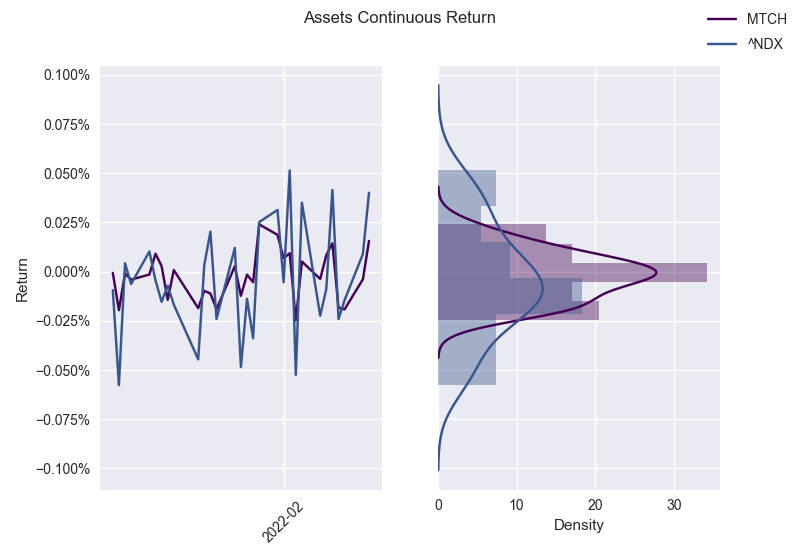 Assets Continuous Return
MTCH
^NDX
Return
0.100%
0.075%
0.050%
0.025%
0.000%
−0.025%
−0.050%
−0.075%
−0.100%
2022-02
0 10 20 30
Density